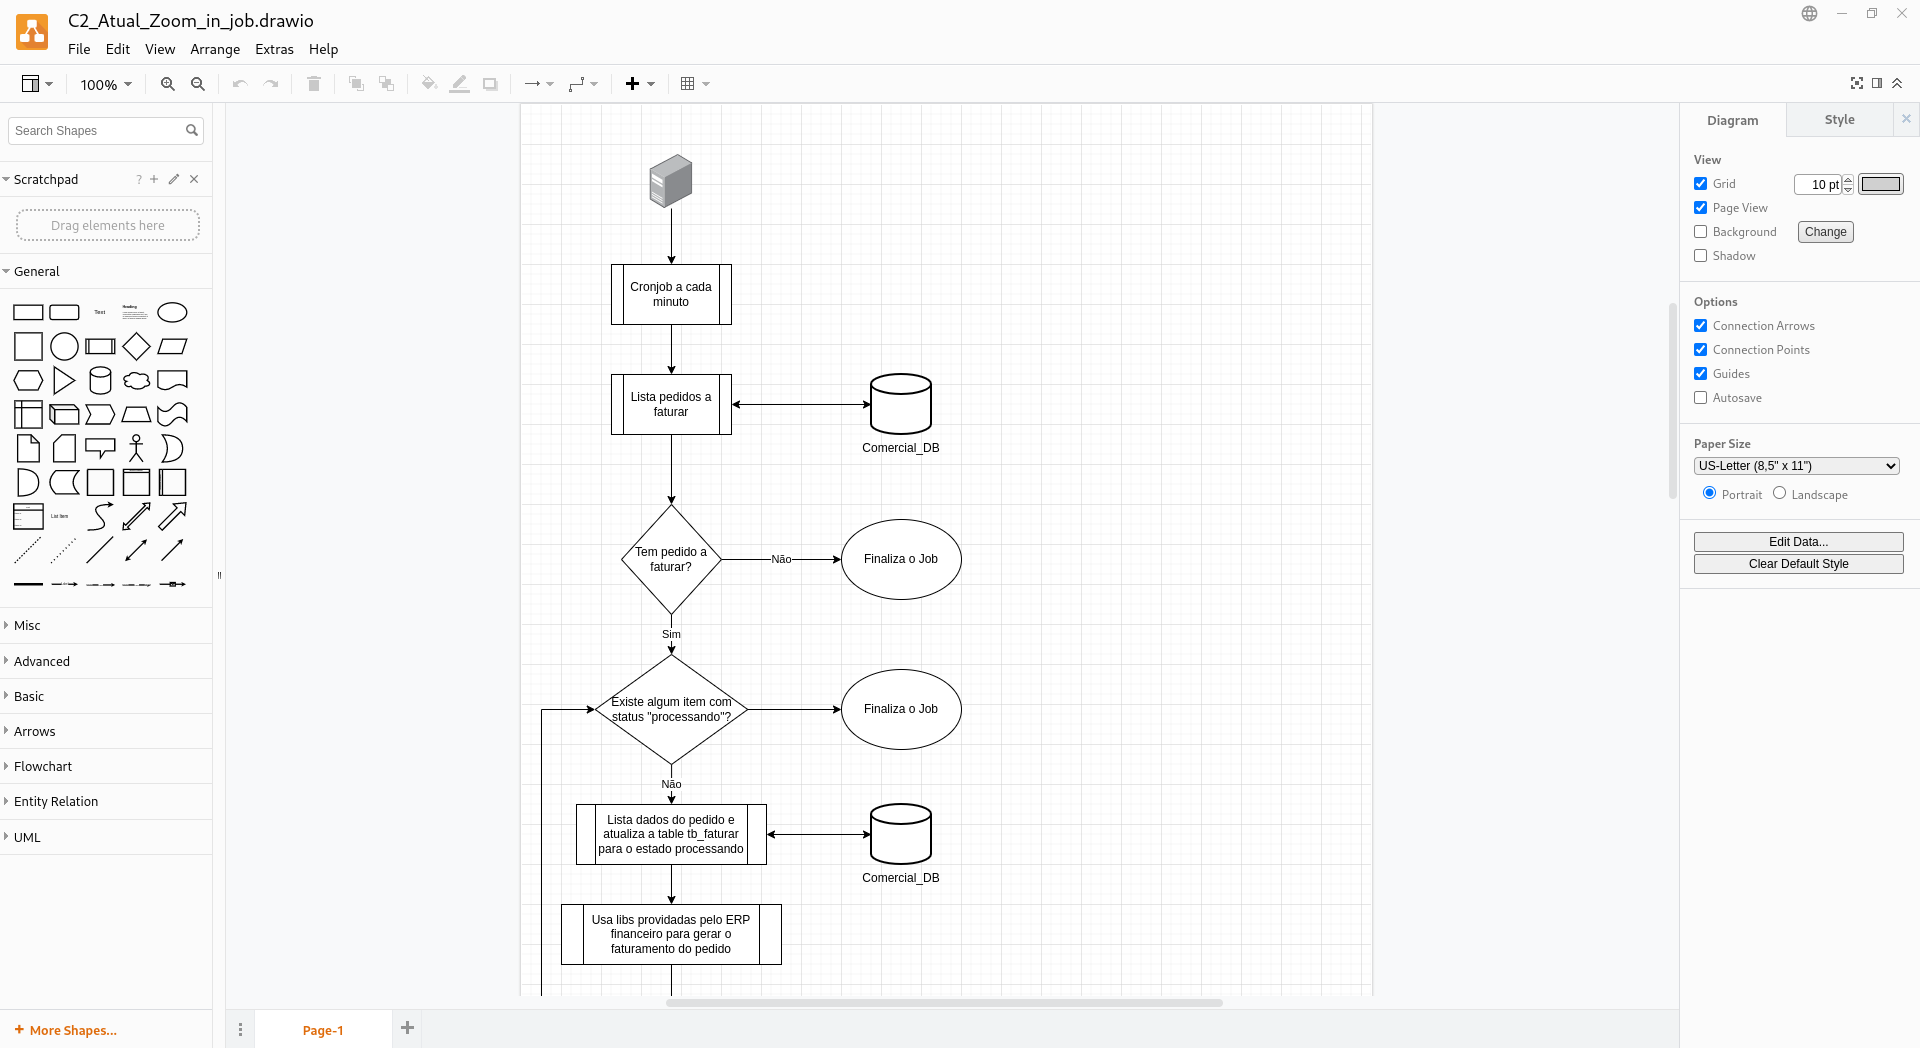 C2_Atual_Zoom_in_job.drawio
File Edit View Arrange Extras Help
100%
Search Shapes
Scratchpad
?
Drag elements here
General
Text
Heading
List Item
Misc
Advanced
Basic
Arrows
Flowchart
Entity Relation
UML
+ More Shapes...
Cronjob a cada
minuto
Lista pedidos a
faturar
Comercial_DB
Tem pedido a
faturar?
Não
Finaliza o Job
Sim
Existe algum item com
status "processando"?
Finaliza o Job
Não
Lista dados do pedido e
atualiza a table tb_faturar
para o estado processando
Comercial_DB
Usa libs providadas pelo ERP
financeiro para gerar o
faturamento do pedido
Page-1
Diagram Style
View
Grid 10 pt
Page View
Background Change
Shadow
Options
Connection Arrows
Connection Points
Guides
Autosave
Paper Size
US-Letter (8,5" x 11")
Portrait Landscape
Edit Data...
Clear Default Style